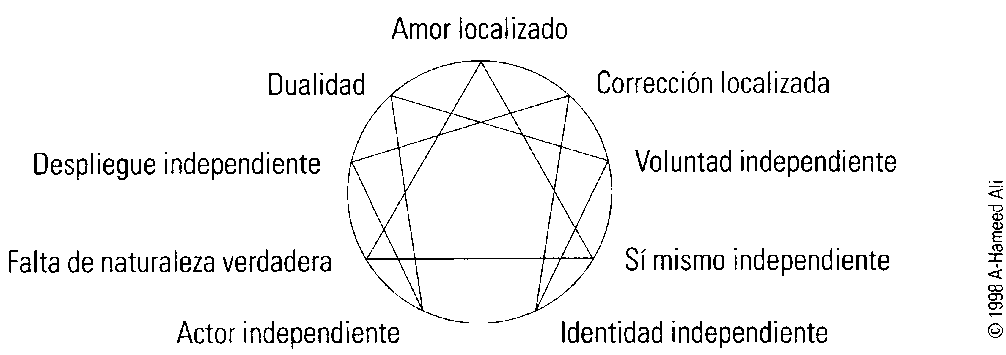 Amor localizado
Dualidad
Corrección localizada
Despliegue independiente
Voluntad independiente
Falta de naturaleza verdadera
Sí mismo independiente
Actor independiente
Identidad independiente
© 1998 A-Hameed Ali